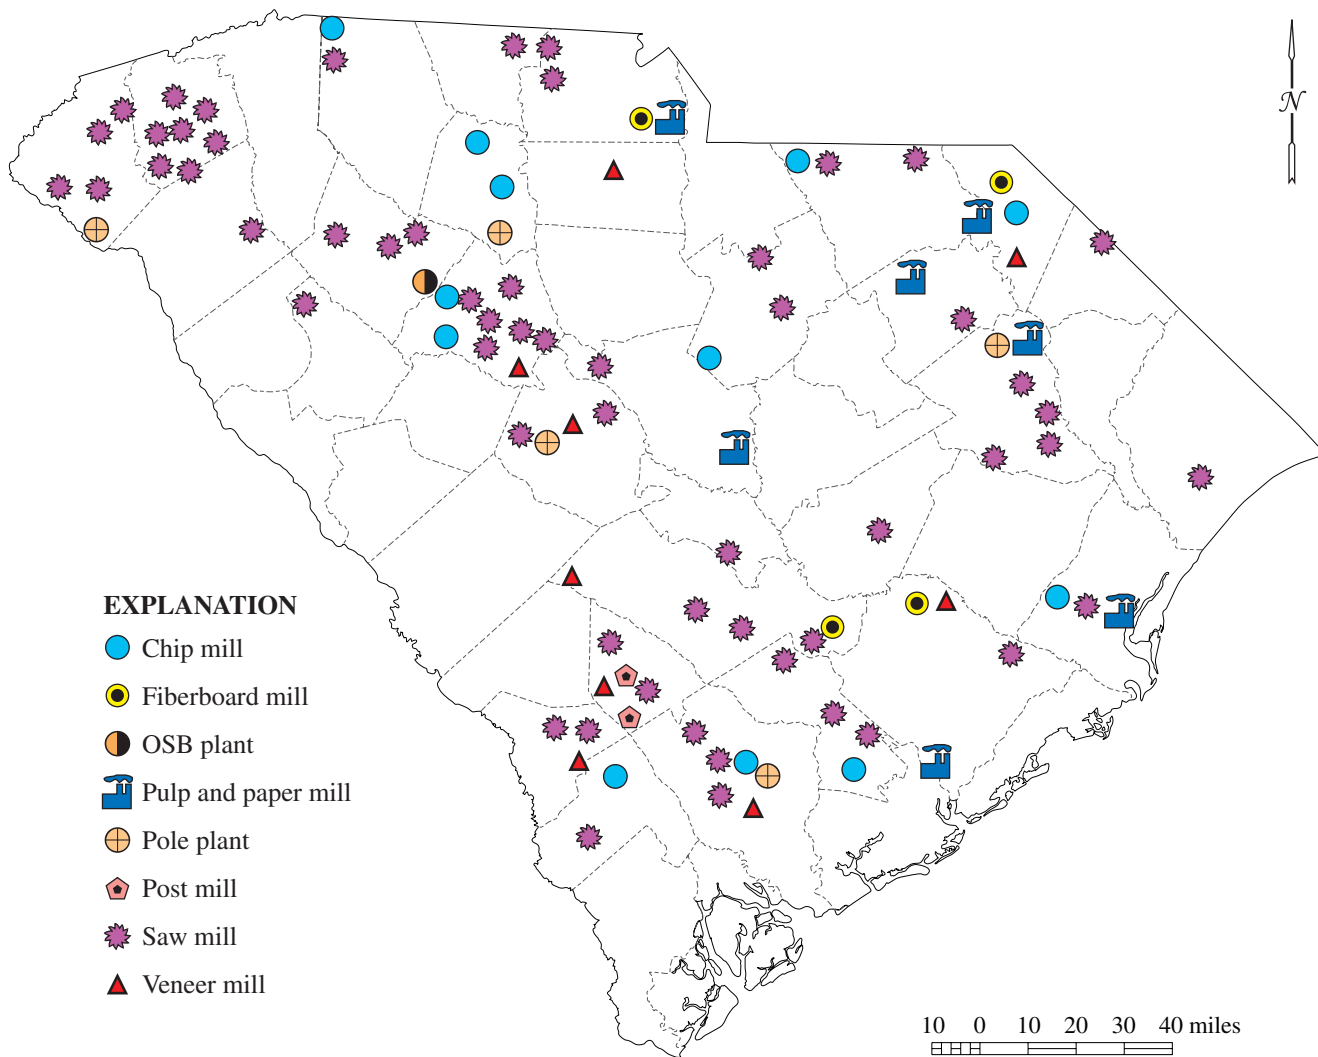 N
EXPLANATION
Chip mill
Fiberboard mill
OSB plant
Pulp and paper mill
Pole plant
Post mill
Saw mill
Veneer mill
10 0 10 20 30 40 miles